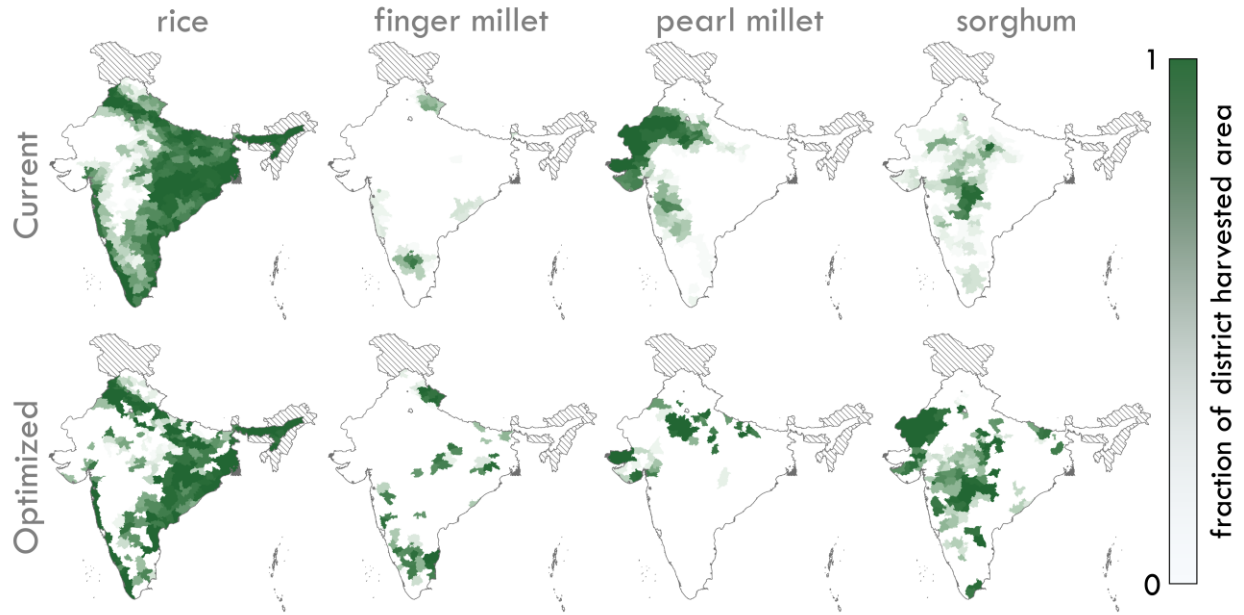 rice finger millet pearl millet sorghum
Current
Optimized
1
0
fraction of district harvested area